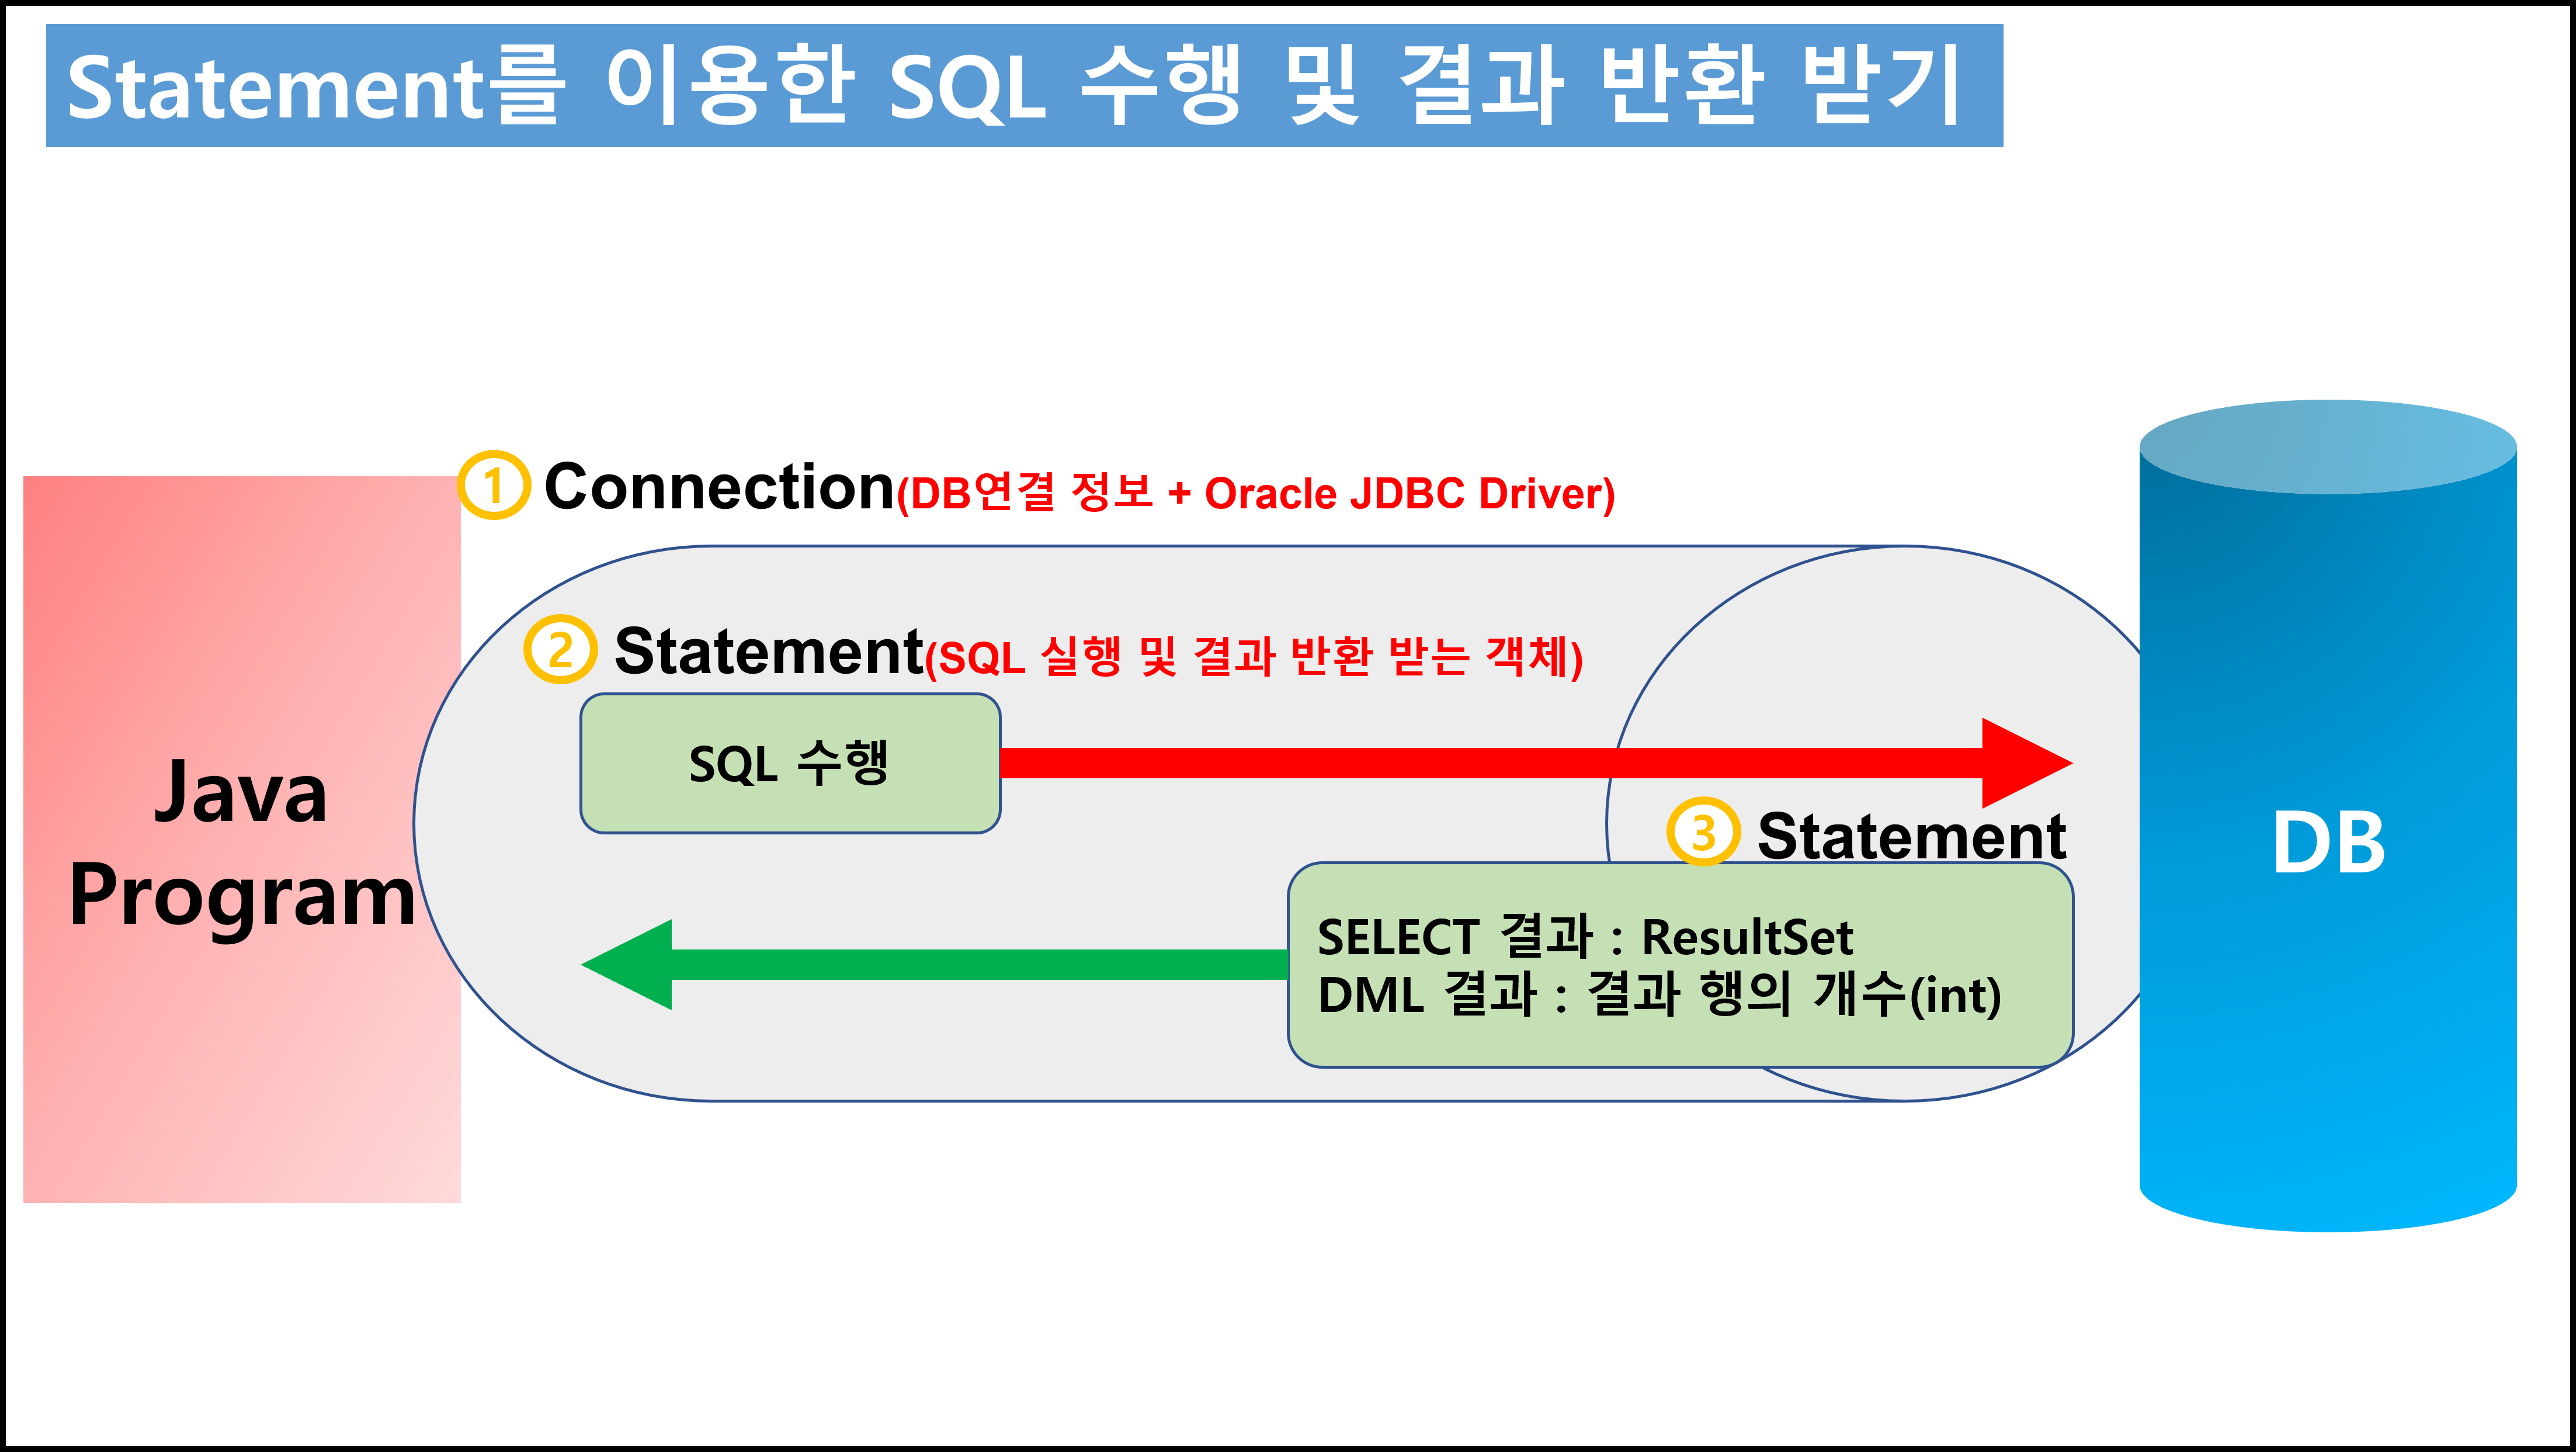 Statement를 이용한 SQL 수행 및 결과 반환 받기
① Connection(DB연결 정보 + Oracle JDBC Driver)
② Statement(SQL 실행 및 결과 반환 받는 객체)
SQL 수행
Java
Program
③ Statement
SELECT 결과 : ResultSet
DML 결과 : 결과 행의 개수(int)
DB